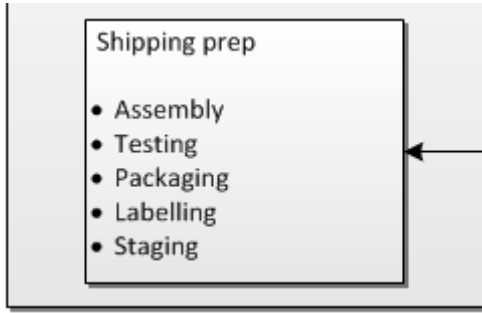 Shipping prep
• Assembly
• Testing
• Packaging
• Labelling
• Staging